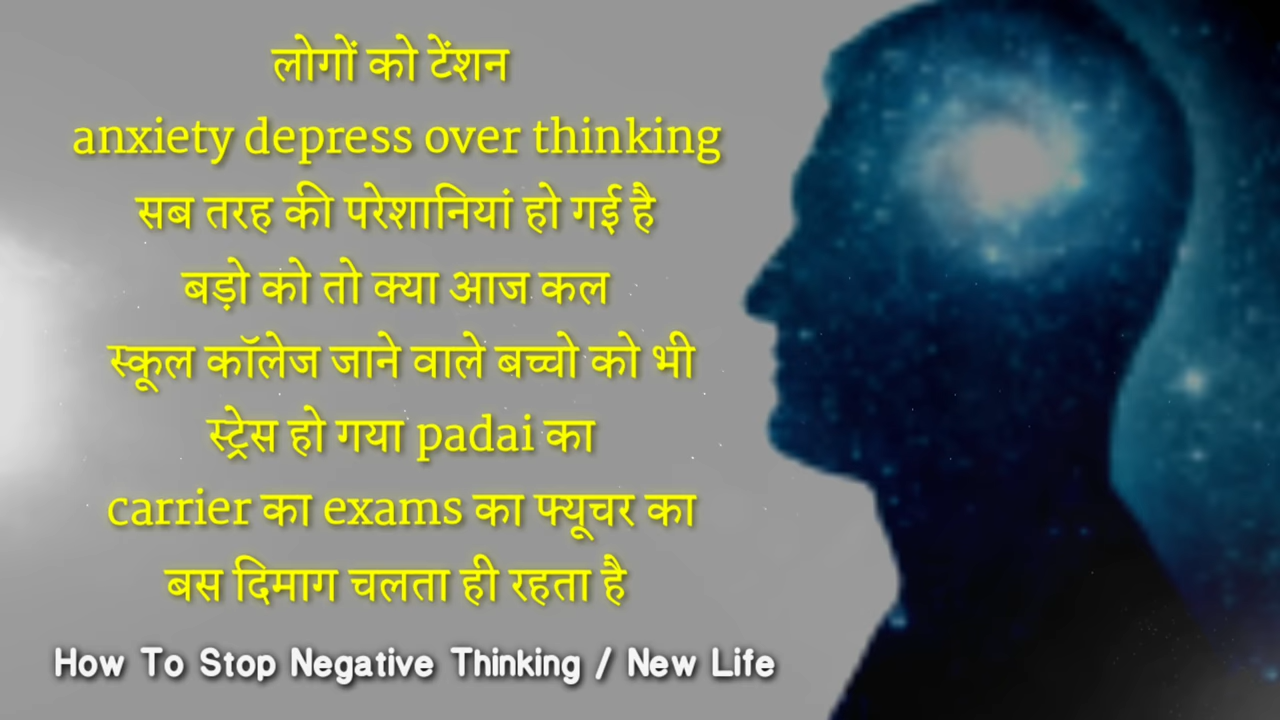 लोगों को टेंशन
anxiety depress over thinking
सब तरह की परेशानियां हो गई है
बड़ो को तो क्या आज कल
स्कूल कॉलेज जाने वाले बच्चो को भी
स्ट्रेस हो गया padai का
carrier का exams का फ्यूचर का
बस दिमाग चलता ही रहता है
How To Stop Negative Thinking / New Life